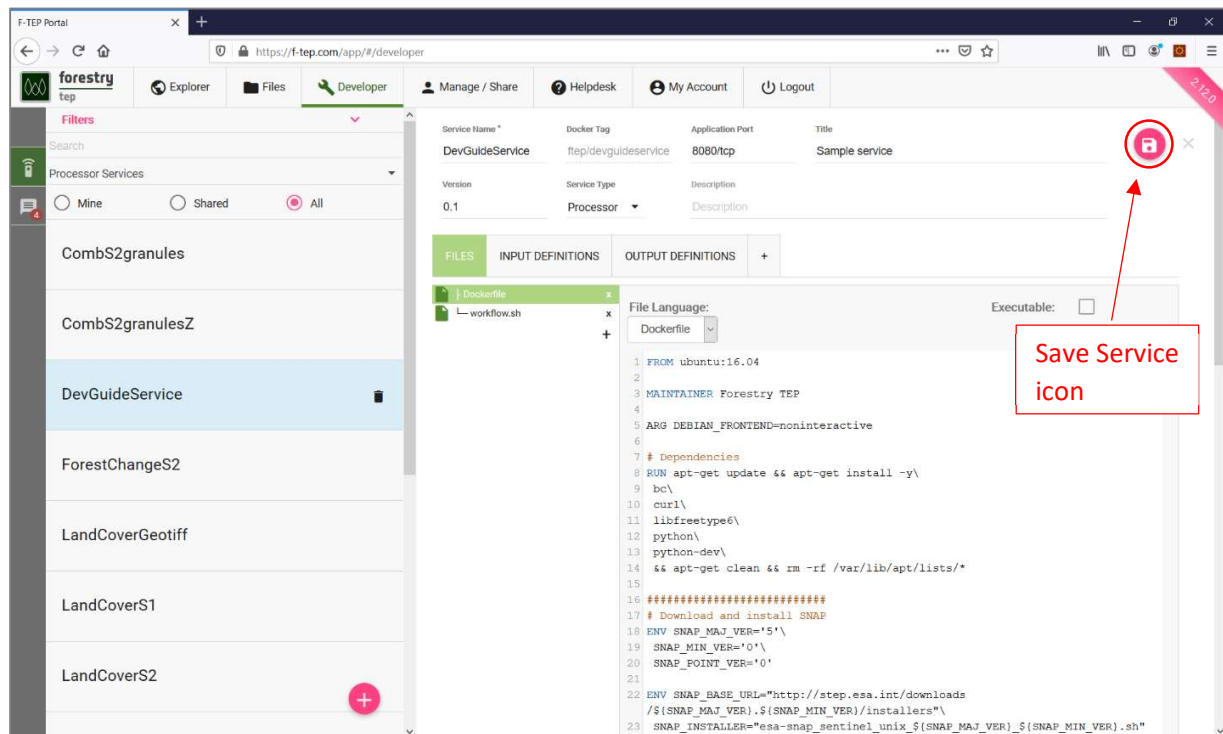 F-TEP Portal
https://f-tep.com/app/#/developer
forestry
tep
Explorer
Files
Developer
Manage / Share
Helpdesk
My Account
Logout
2.12.0
Filters
Search
Processor Services
Mine
Shared
All
4
CombS2granules
CombS2granulesZ
DevGuideService
ForestChangeS2
LandCoverGeotiff
LandCoverS1
LandCoverS2
+
Service Name * Docker Tag Application Port Title
DevGuideService ftep/devguideservice 8080/tcp Sample service
Version Service Type Description
0.1 Processor Description
FILES INPUT DEFINITIONS OUTPUT DEFINITIONS +
├ Dockerfile x
└─ workflow.sh x
+
File Language:
Dockerfile
Executable:
Save Service
icon
1 FROM ubuntu:16.04
2
3 MAINTAINER Forestry TEP
4
5 ARG DEBIAN_FRONTEND=noninteractive
6
7 # Dependencies
8 RUN apt-get update && apt-get install -y\
9 bc\
10 curl\
11 libfreetype6\
12 python\
13 python-dev\
14 && apt-get clean && rm -rf /var/lib/apt/lists/*
15
16 ###########################
17 # Download and install SNAP
18 ENV SNAP_MAJ_VER='5'\
19 SNAP_MIN_VER='0'\
20 SNAP_POINT_VER='0'
21
22 ENV SNAP_BASE_URL="http://step.esa.int/downloads
/${SNAP_MAJ_VER}.${SNAP_MIN_VER}/installers"\
23 SNAP_INSTALLER="esa-snap_sentinel_unix_${SNAP_MAJ_VER}_${SNAP_MIN_VER}.sh"